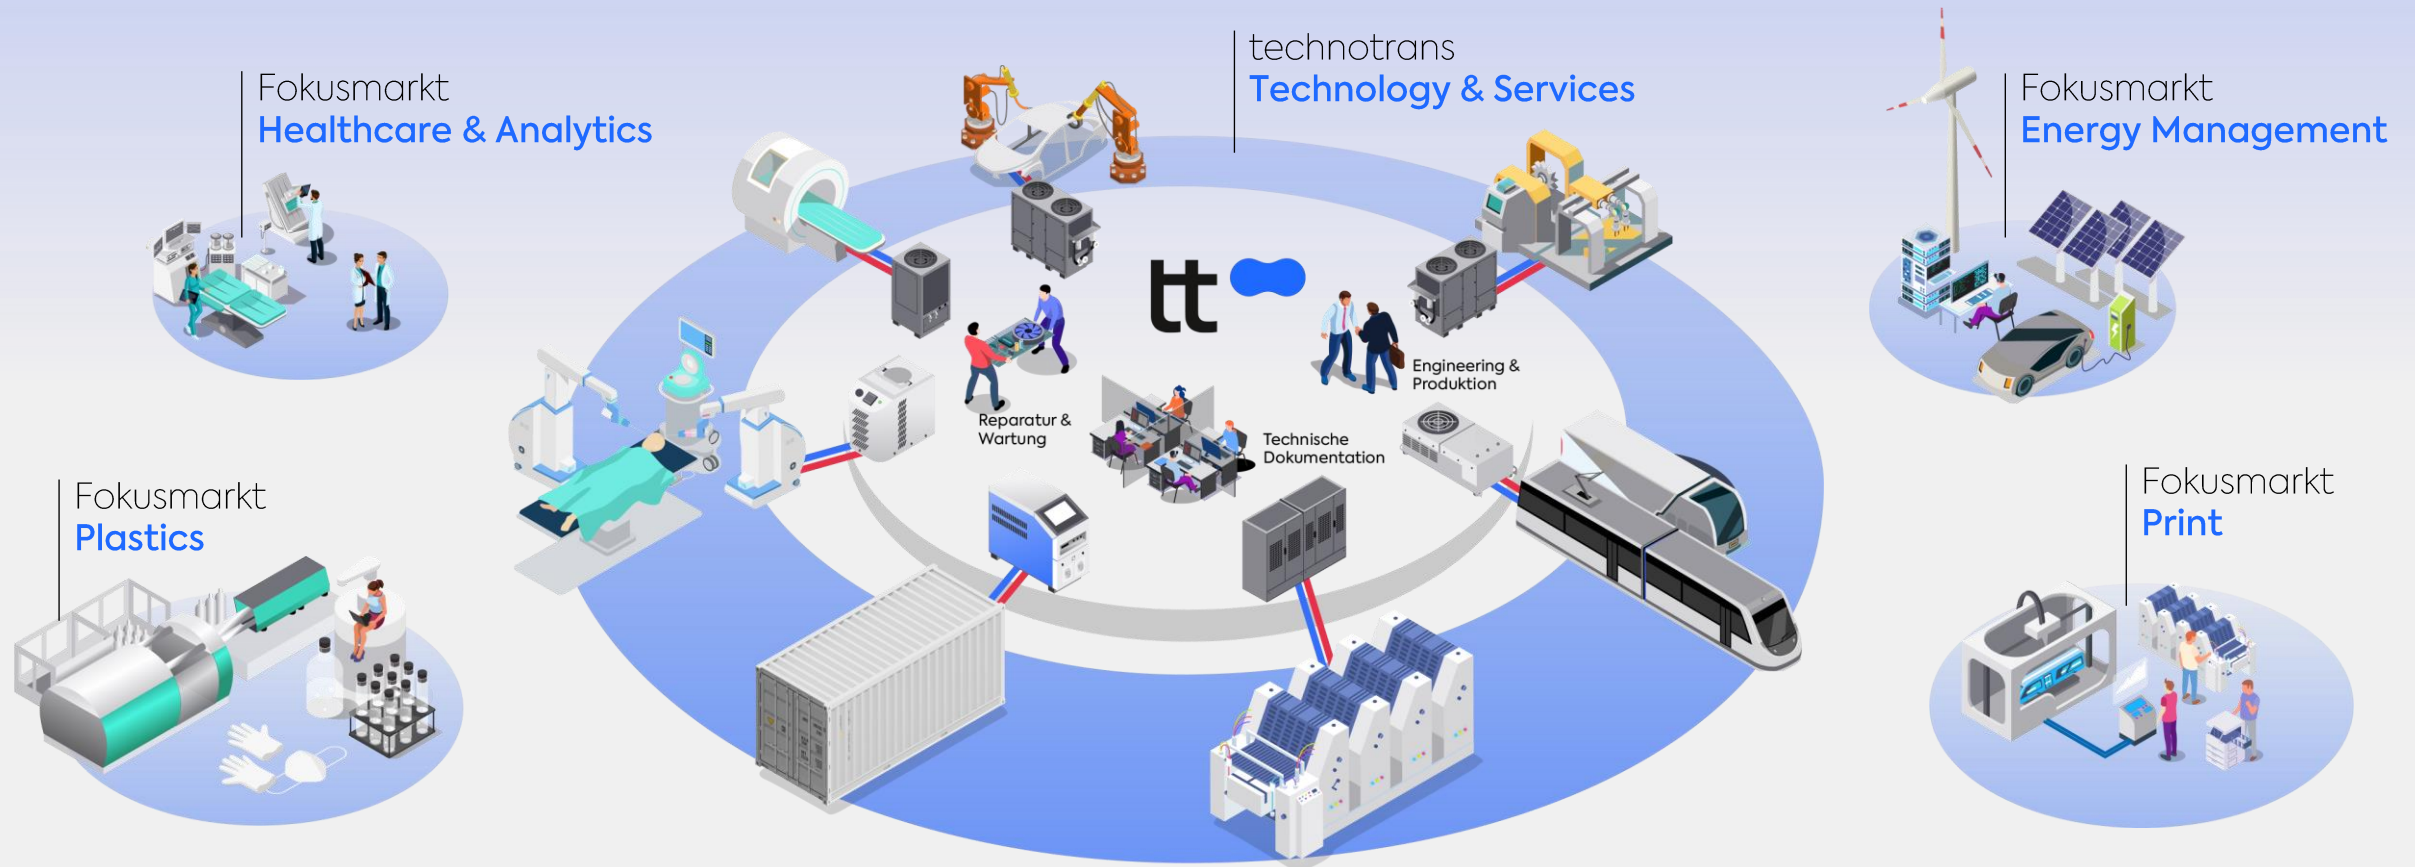 technotrans
Technology & Services
Fokusmarkt
Healthcare & Analytics
Fokusmarkt
Energy Management
tt
Engineering &
Produktion
Reparatur &
Wartung
Technische
Dokumentation
Fokusmarkt
Plastics
Fokusmarkt
Print